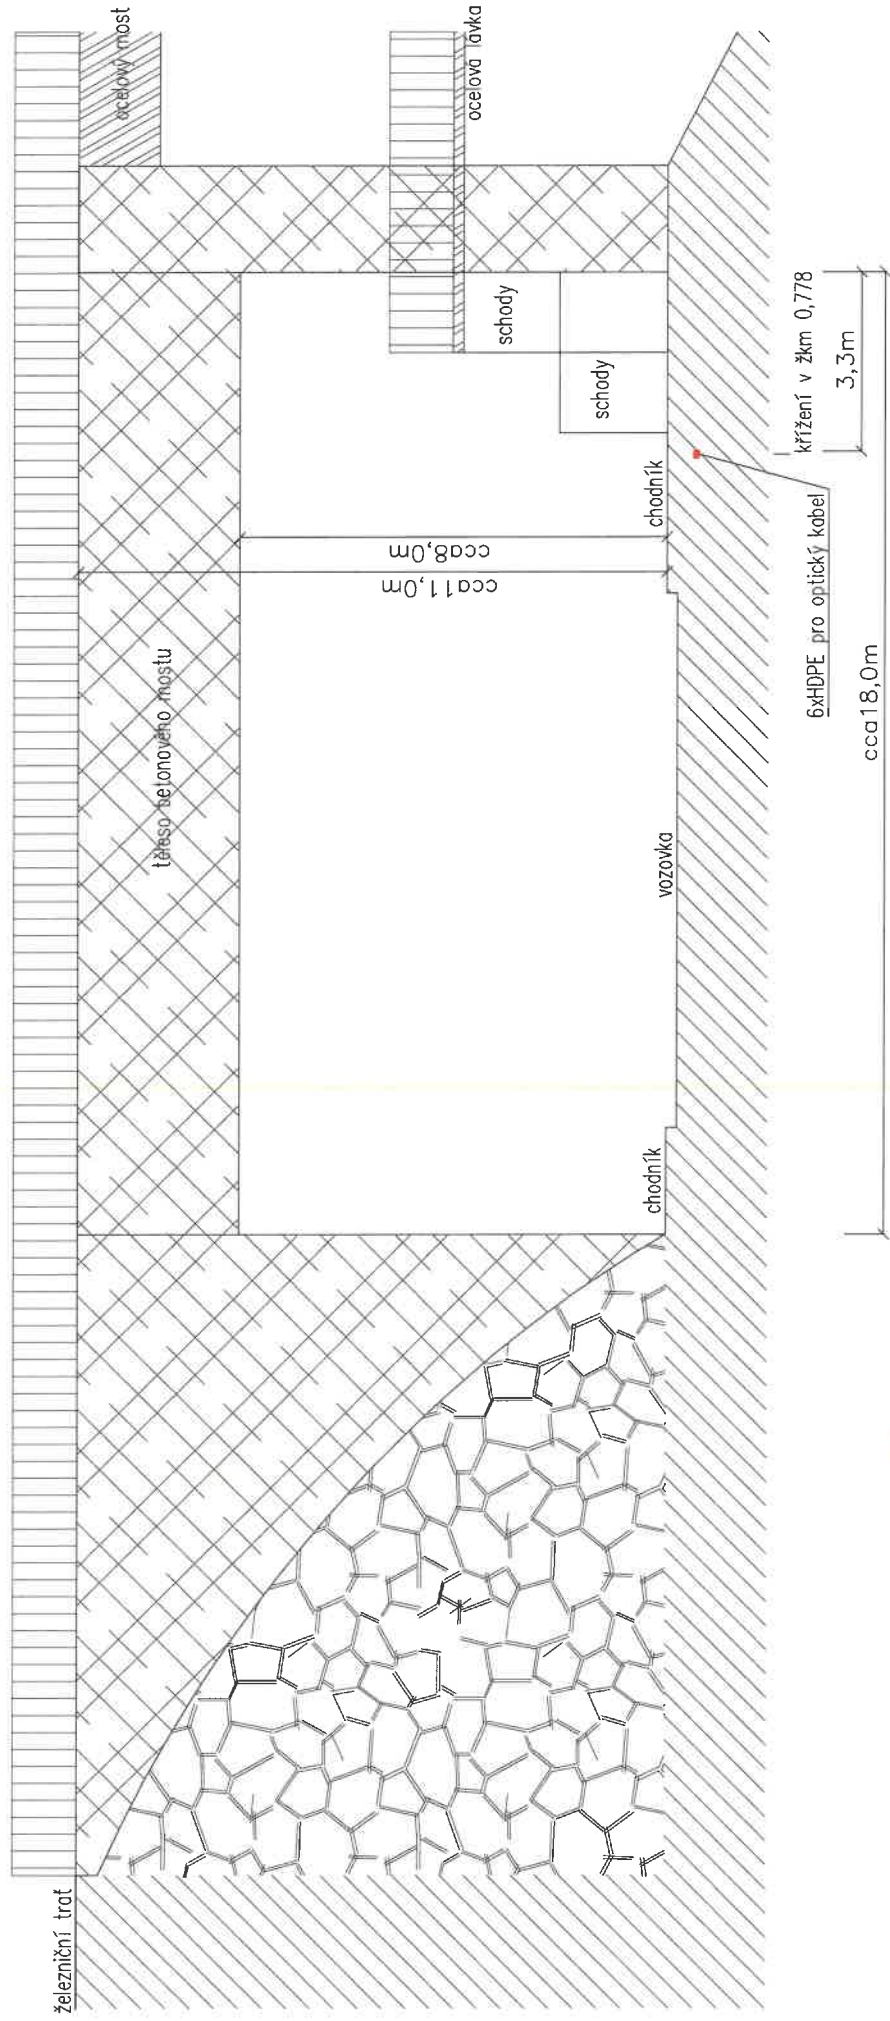 železniční trať
těleso betonového mostu
ocelový most
ocelová lávka
schody
schody
cca8,0m
cca11,0m
chodník
vozovka
chodník
křížení v žkm 0,778
3,3m
6xHDPE pro optický kabel
cca18,0m